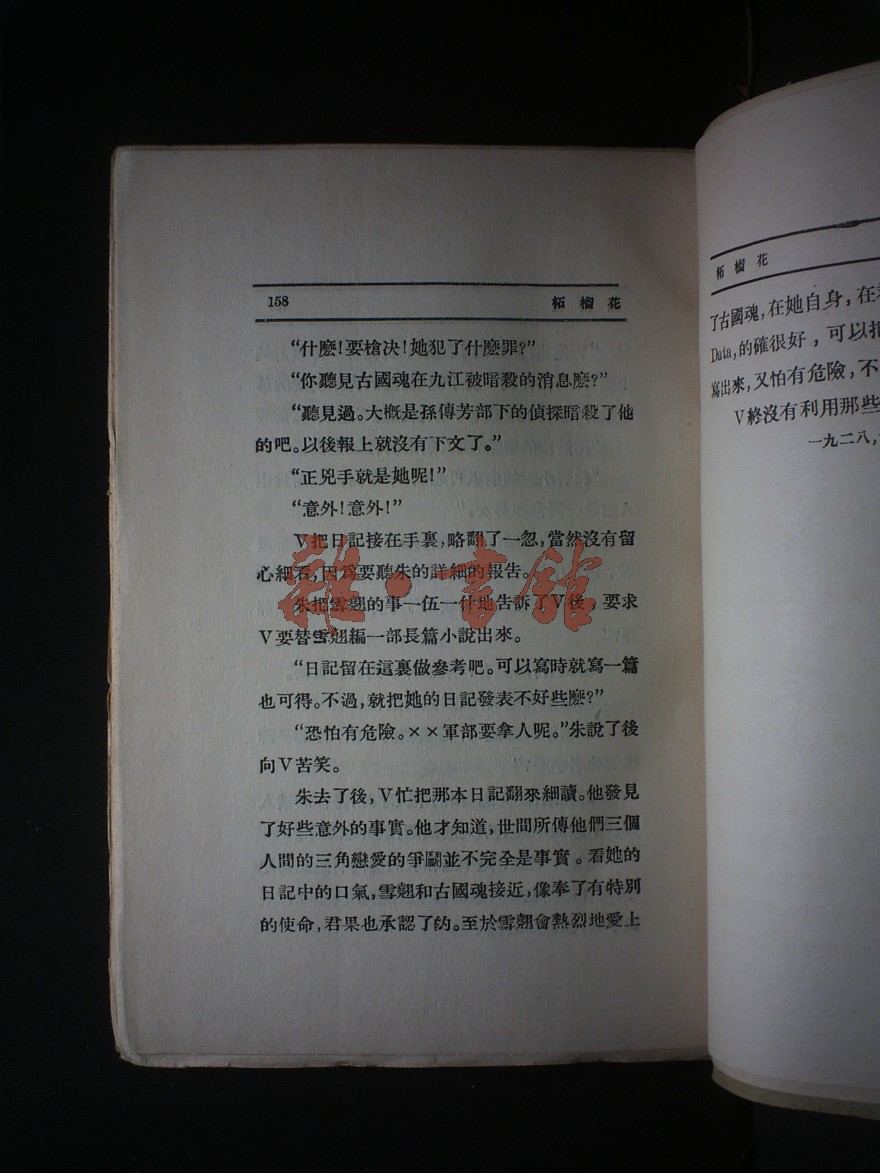 158 柘榴花
“什麽!要槍决!她犯了什麽罪?”
“你聽見古國魂在九江被暗殺的消息麽?”
“聽見過。大槪是孫傳芳部下的偵探暗殺了他
的吧。以後報上就沒有下文了。”
“正兇手就是她呢!”
“意外!意外!”
V把日記接在手裏,略翻了一忽,當然沒有留
心細看,因爲要聽朱的詳細的報告。
朱把雪翹的事一伍一什地告訴了V後,要求
V要替雪翹編一部長篇小說出來。
“日記留在這裏做參考吧。可以寫時就寫一篇
也可得。不過,就把她的日記發表不好些麽?”
“恐怕有危險。××軍部要拿人呢。”朱說了後
向V苦笑。
朱去了後,V忙把那本日記翻來細讀。他發見
了好些意外的事實。他才知道,世間所傳他們三個
人間的三角戀愛的爭鬭並不完全是事實。看她的
日記中的口氣,雪翹和古國魂接近,像奉了有特別
的使命,君果也承認了的。至於雪翹會熱烈地愛上
雜·書館
柘榴花
了古國魂,在她自身,在
Data,的確很好,可以把
寫出來,又怕有危險,不
V終沒有利用那些
一九二八,